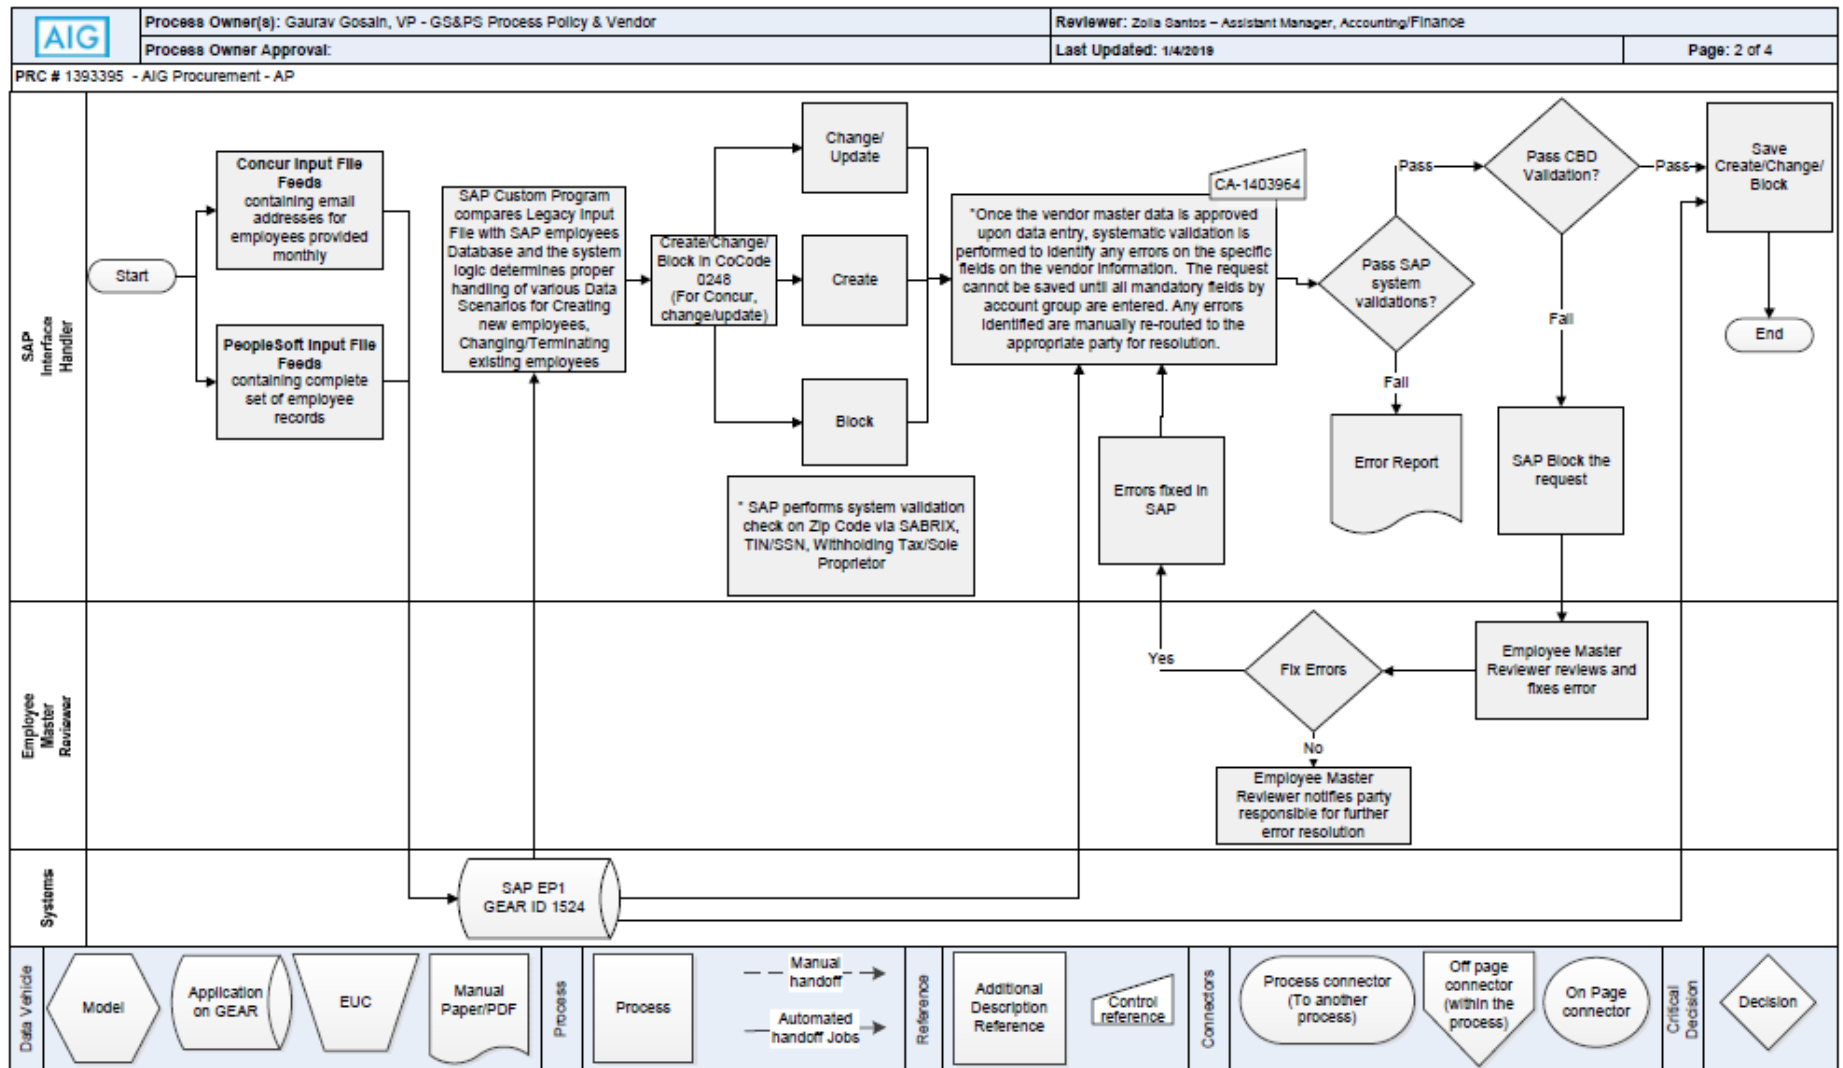 AIG
Process Owner(s): Gaurav Gosain, VP - GS&PS Process Policy & Vendor
Reviewer: Zoila Santos – Assistant Manager, Accounting/Finance
Process Owner Approval:
Last Updated: 1/4/2019
Page: 2 of 4
PRC # 1393395 - AIG Procurement - AP
SAP
Interface
Handler
Start
Concur Input File
Feeds
containing email
addresses for
employees provided
monthly
PeopleSoft Input File
Feeds
containing complete
set of employee
records
SAP Custom Program
compares Legacy Input
File with SAP employees
Database and the system
logic determines proper
handling of various Data
Scenarios for Creating
new employees,
Changing/Terminating
existing employees
Create/Change/
Block in CoCode
0248
(For Concur,
change/update)
Change/
Update
Create
Block
* SAP performs system validation
check on Zip Code via SABRIX,
TIN/SSN, Withholding Tax/Sole
Proprietor
CA-1403964
*Once the vendor master data is approved
upon data entry, systematic validation is
performed to identify any errors on the specific
fields on the vendor information. The request
cannot be saved until all mandatory fields by
account group are entered. Any errors
identified are manually re-routed to the
appropriate party for resolution.
Errors fixed in
SAP
Pass
Pass SAP
system
validations?
Fail
Error Report
Pass CBD
Validation?
Pass
Fail
SAP Block the
request
Save
Create/Change/
Block
End
Employee
Master
Reviewer
Yes
Fix Errors
No
Employee Master
Reviewer reviews and
fixes error
Employee Master
Reviewer notifies party
responsible for further
error resolution
Systems
SAP EP1
GEAR ID 1524
Data Vehicle
Model
Application
on GEAR
EUC
Manual
Paper/PDF
Process
Process
Manual
handoff
Automated
handoff Jobs
Reference
Additional
Description
Reference
Control
reference
Connectors
Process connector
(To another
process)
Off page
connector
(within the
process)
On Page
connector
Critical
Decision
Decision